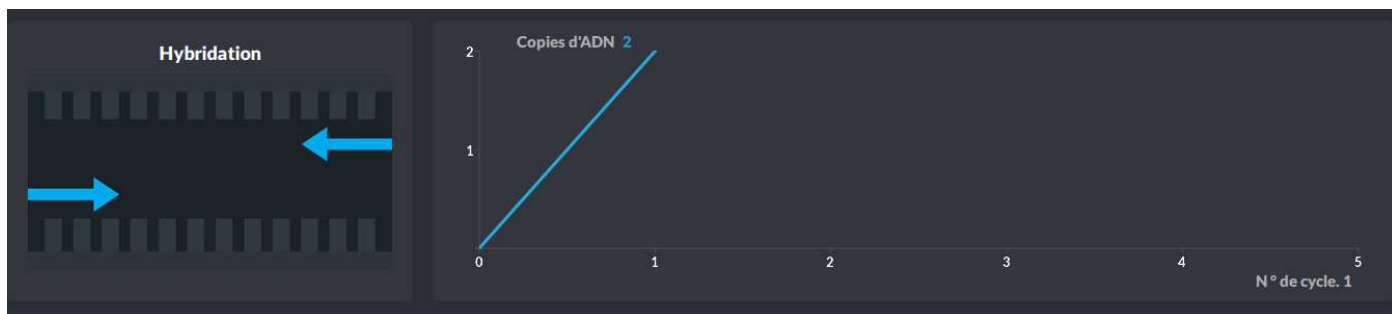 Hybridation
Copies d'ADN 2
2
1
0 1 2 3 4 5
N° de cycle. 1